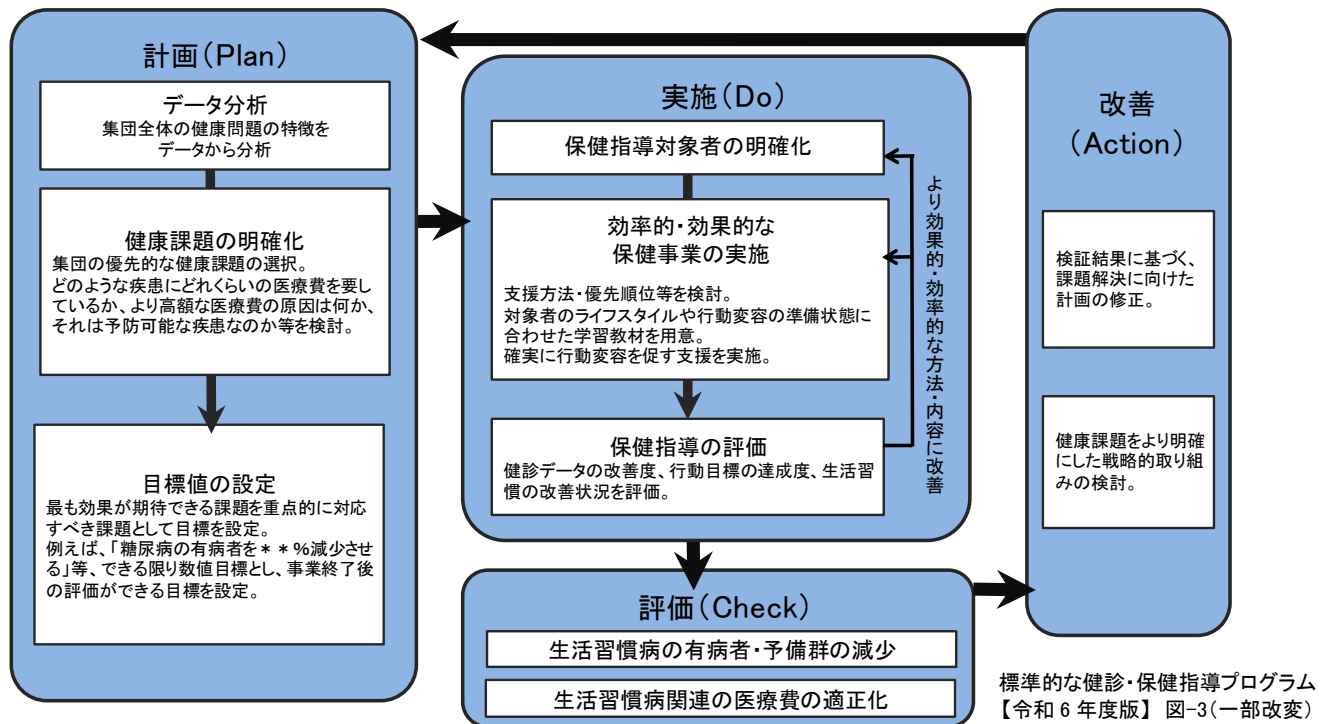 計画(Plan)
データ分析
集団全体の健康問題の特徴を
データから分析
健康課題の明確化
集団の優先的な健康課題の選択。
どのような疾患にどれくらいの医療費を要し
ているか、より高額な医療費の原因は何か、
それは予防可能な疾患なのか等を検討。
目標値の設定
最も効果が期待できる課題を重点的に対応
すべき課題として目標を設定。
例えば、「糖尿病の有病者を**%減少させ
る」等、できる限り数値目標とし、事業終了後
の評価ができる目標を設定。
実施(Do)
保健指導対象者の明確化
効率的・効果的な
保健事業の実施
支援方法・優先順位等を検討。
対象者のライフスタイルや行動変容の準備状態に
合わせた学習教材を用意。
確実に行動変容を促す支援を実施。
保健指導の評価
健診データの改善度、行動目標の達成度、生活習
慣の改善状況を評価。
より効果的・効率的な方法・内容に改善
評価(Check)
生活習慣病の有病者・予備群の減少
生活習慣病関連の医療費の適正化
改善
(Action)
検証結果に基づく、
課題解決に向けた
計画の修正。
健康課題をより明確
にした戦略的取り組
みの検討。
標準的な健診・保健指導プログラム
【令和6年度版】 図-3(一部改変)